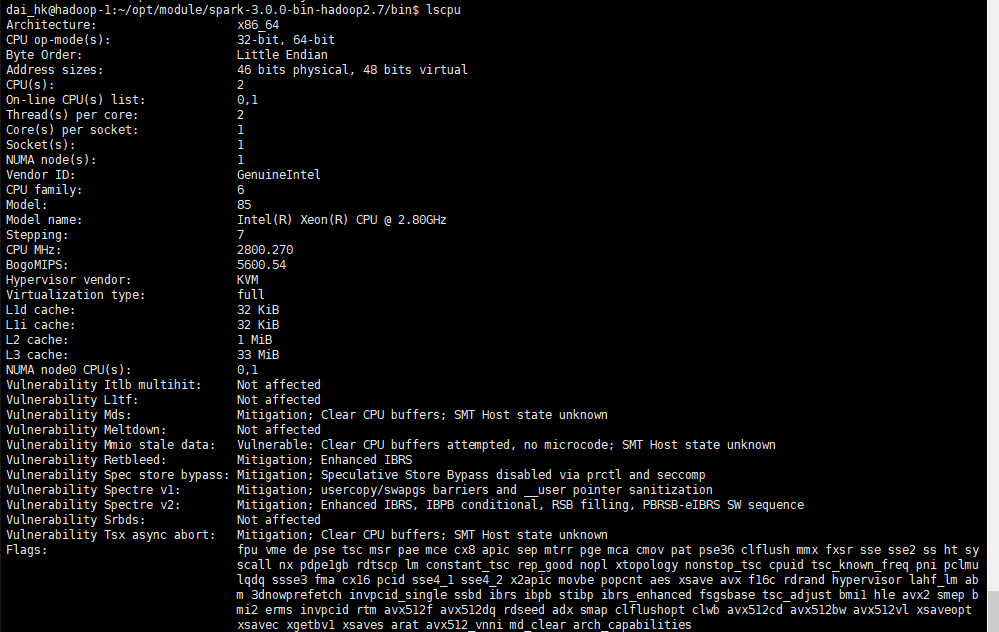 dai_hk@hadoop-1:~/opt/module/spark-3.0.0-bin-hadoop2.7/bin$ lscpu
Architecture: x86_64
CPU op-mode(s): 32-bit, 64-bit
Byte Order: Little Endian
Address sizes: 46 bits physical, 48 bits virtual
CPU(s): 2
On-line CPU(s) list: 0,1
Thread(s) per core: 2
Core(s) per socket: 1
Socket(s): 1
NUMA node(s): 1
Vendor ID: GenuineIntel
CPU family: 6
Model: 85
Model name: Intel(R) Xeon(R) CPU @ 2.80GHz
Stepping: 7
CPU MHz: 2800.270
BogoMIPS: 5600.54
Hypervisor vendor: KVM
Virtualization type: full
L1d cache: 32 KiB
L1i cache: 32 KiB
L2 cache: 1 MiB
L3 cache: 33 MiB
NUMA node0 CPU(s): 0,1
Vulnerability Itlb multihit: Not affected
Vulnerability L1tf: Not affected
Vulnerability Mds: Mitigation; Clear CPU buffers; SMT Host state unknown
Vulnerability Meltdown: Not affected
Vulnerability Mmio stale data: Vulnerable: Clear CPU buffers attempted, no microcode; SMT Host state unknown
Vulnerability Retbleed: Mitigation; Enhanced IBRS
Vulnerability Spec store bypass: Mitigation; Speculative Store Bypass disabled via prctl and seccomp
Vulnerability Spectre v1: Mitigation; usercopy/swapgs barriers and __user pointer sanitization
Vulnerability Spectre v2: Mitigation; Enhanced IBRS, IBPB conditional, RSB filling, PBRSB-eIBRS SW sequence
Vulnerability Srbds: Not affected
Vulnerability Tsx async abort: Mitigation; Clear CPU buffers; SMT Host state unknown
Flags: fpu vme de pse tsc msr pae mce cx8 apic sep mtrr pge mca cmov pat pse36 clflush mmx fxsr sse sse2 ss ht sy
scall nx pdpe1gb rdtscp lm constant_tsc rep_good nopl xtopology nonstop_tsc cpuid tsc_known_freq pni pclmu
lqdq ssse3 fma cx16 pcid sse4_1 sse4_2 x2apic movbe popcnt aes xsave avx f16c rdrand hypervisor lahf_lm ab
m 3dnowprefetch invpcid_single ssbd ibrs ibpb stibp ibrs_enhanced fsgsbase tsc_adjust bmi1 hle avx2 smep b
mi2 erms invpcid rtm avx512f avx512dq rdseed adx smap clflushopt clwb avx512cd avx512bw avx512vl xsaveopt
xsavec xgetbv1 xsaves arat avx512_vnni md_clear arch_capabilities